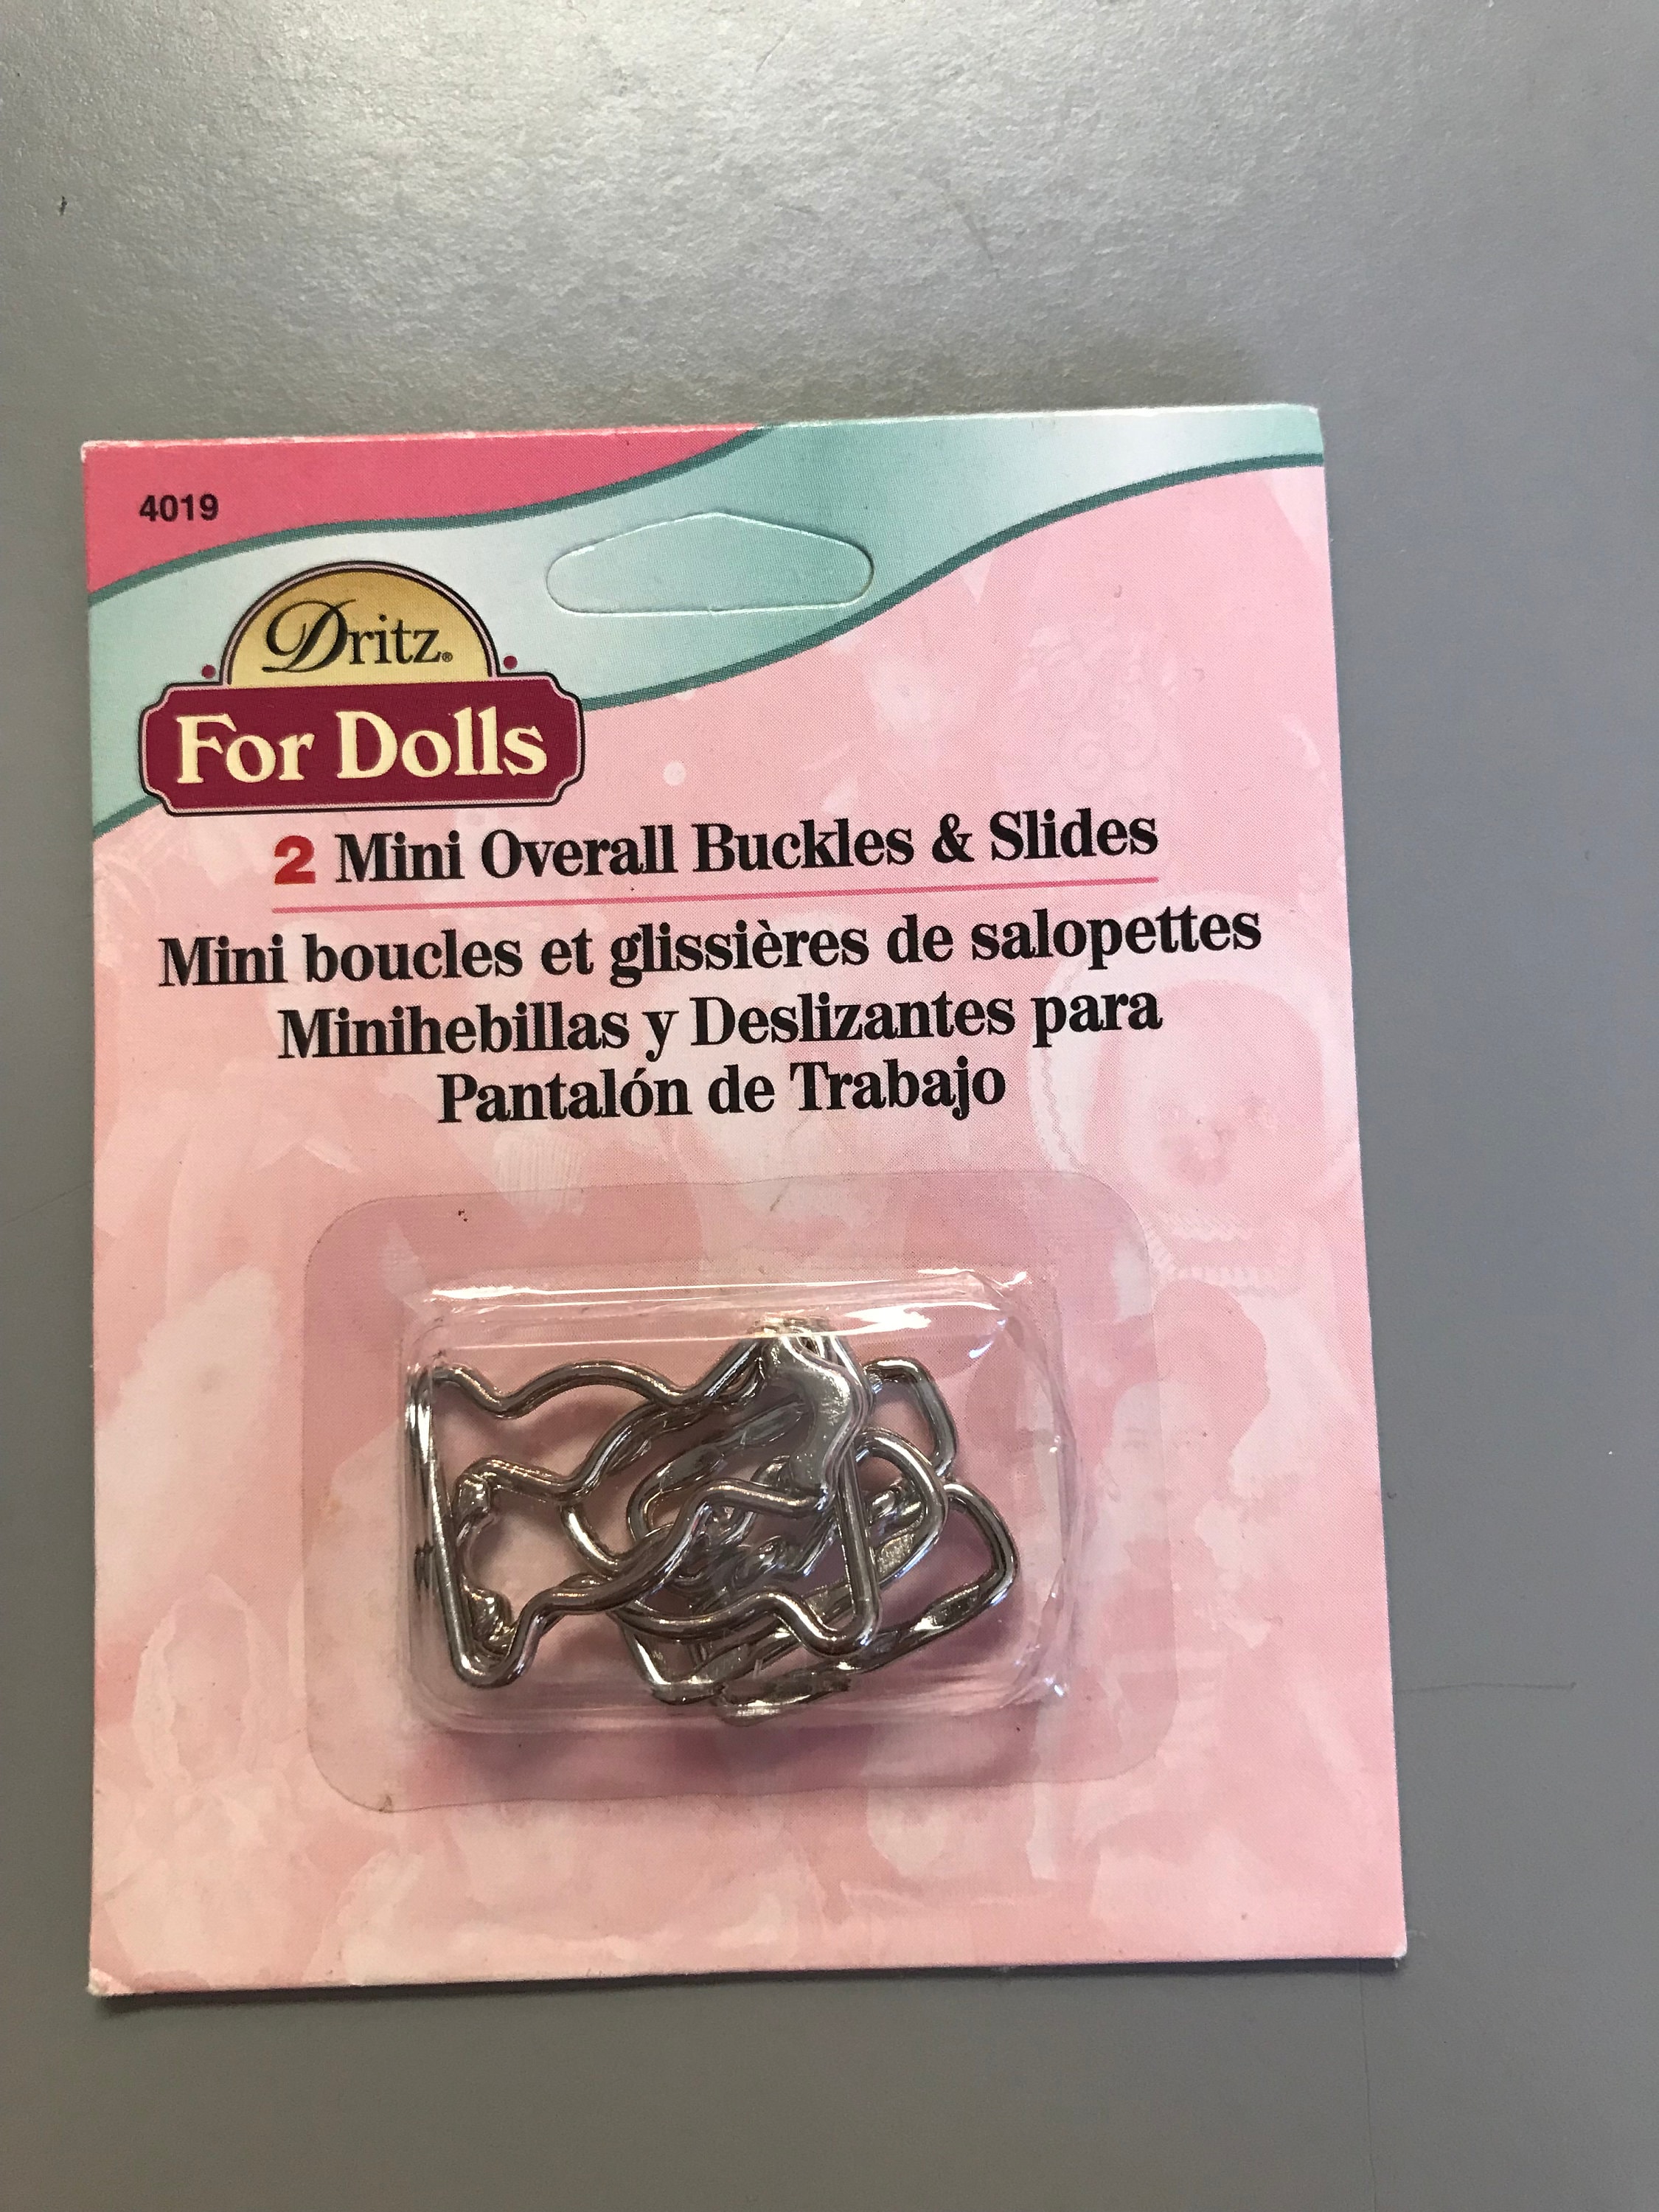 4019
Dritz®
For Dolls
2 Mini Overall Buckles & Slides
Mini boucles et glissières de salopettes
Minihebillas y Deslizantes para
Pantalón de Trabajo